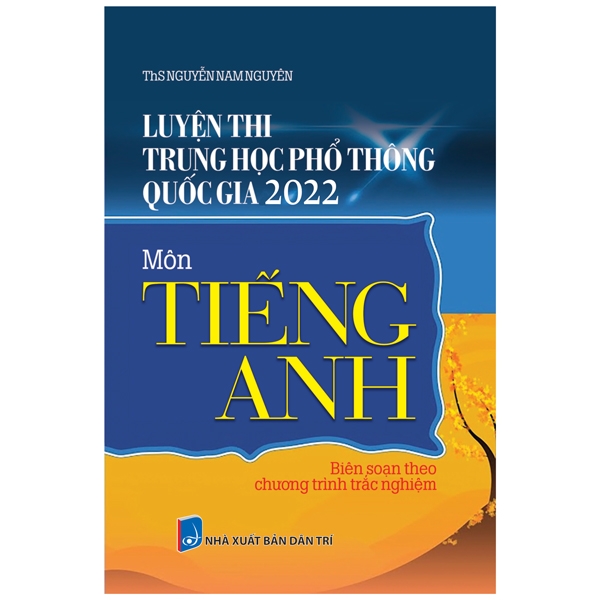 ThS NGUYỄN NAM NGUYÊN
LUYỆN THI
TRUNG HỌC PHỔ THÔNG
QUỐC GIA 2022
Môn
TIẾNG
ANH
Biên soạn theo
chương trình trắc nghiệm
NHÀ XUẤT BẢN DÂN TRÍ